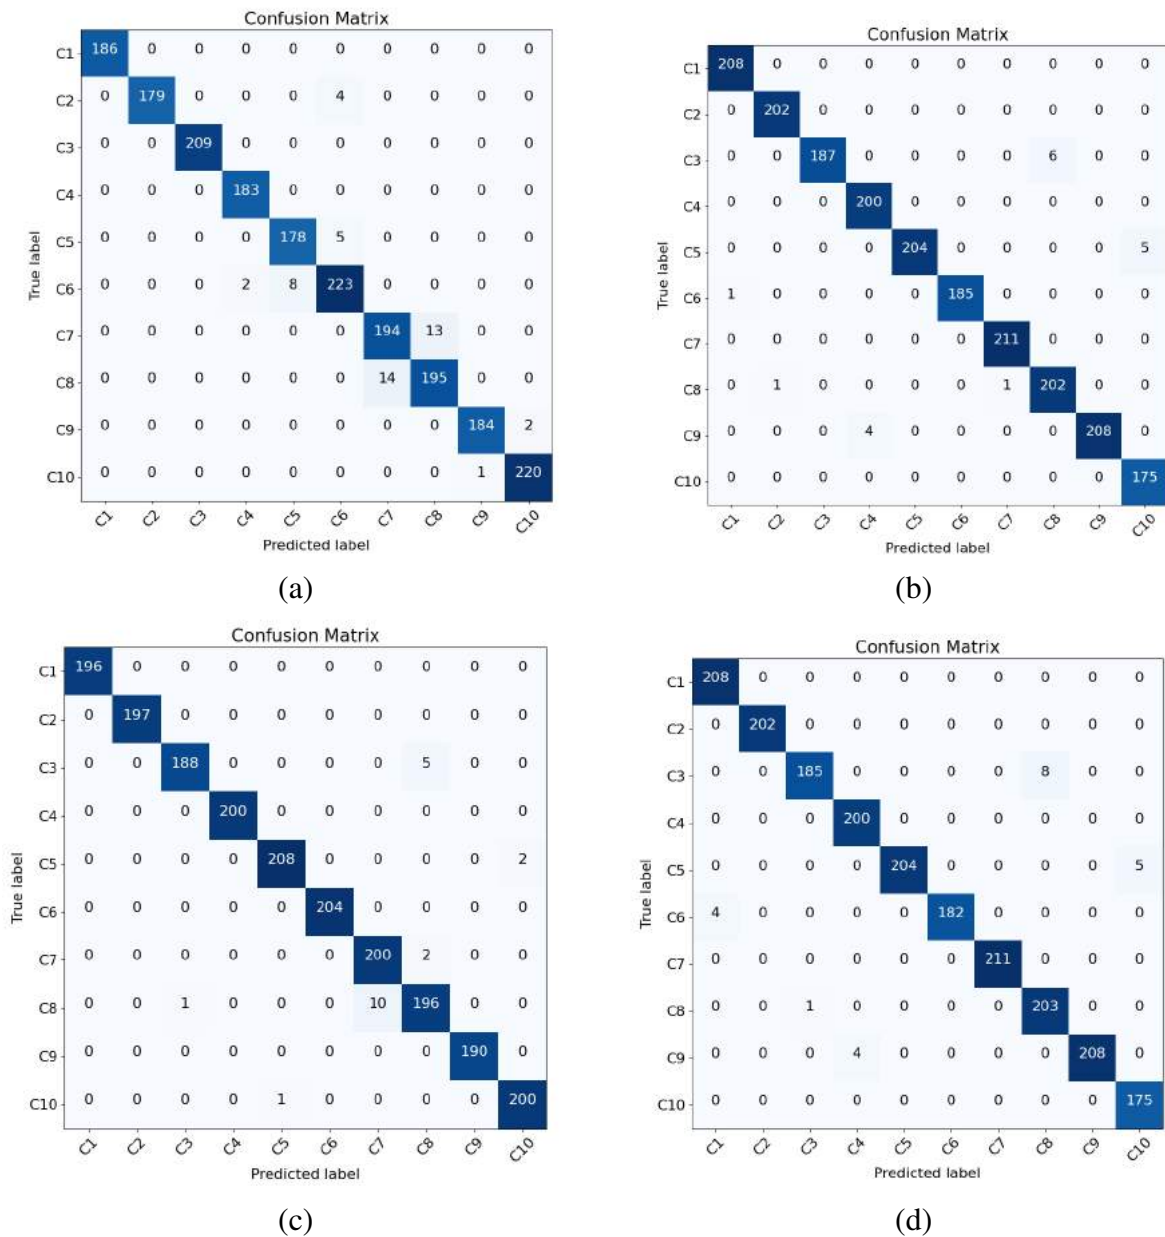 Confusion Matrix
C1 186 0 0 0 0 0 0 0 0 0
C2 0 179 0 0 0 4 0 0 0 0
C3 0 0 209 0 0 0 0 0 0 0
C4 0 0 0 183 0 0 0 0 0 0
C5 0 0 0 0 178 5 0 0 0 0
True label
C6 0 0 0 2 8 223 0 0 0 0
C7 0 0 0 0 0 0 194 13 0 0
C8 0 0 0 0 0 0 14 195 0 0
C9 0 0 0 0 0 0 0 0 184 2
C10 0 0 0 0 0 0 0 0 1 220
C1 C2 C3 C4 C5 C6 C7 C8 C9 C10
Predicted label
(a)
Confusion Matrix
C1 208 0 0 0 0 0 0 0 0 0
C2 0 202 0 0 0 0 0 0 0 0
C3 0 0 187 0 0 0 0 6 0 0
C4 0 0 0 200 0 0 0 0 0 0
C5 0 0 0 0 204 0 0 0 0 5
True label
C6 1 0 0 0 0 185 0 0 0 0
C7 0 0 0 0 0 0 211 0 0 0
C8 0 1 0 0 0 0 1 202 0 0
C9 0 0 0 4 0 0 0 0 208 0
C10 0 0 0 0 0 0 0 0 0 175
C1 C2 C3 C4 C5 C6 C7 C8 C9 C10
Predicted label
(b)
Confusion Matrix
C1 196 0 0 0 0 0 0 0 0 0
C2 0 197 0 0 0 0 0 0 0 0
C3 0 0 188 0 0 0 0 5 0 0
C4 0 0 0 200 0 0 0 0 0 0
C5 0 0 0 0 208 0 0 0 0 2
True label
C6 0 0 0 0 0 204 0 0 0 0
C7 0 0 0 0 0 0 200 2 0 0
C8 0 0 1 0 0 0 10 196 0 0
C9 0 0 0 0 0 0 0 0 190 0
C10 0 0 0 0 1 0 0 0 0 200
C1 C2 C3 C4 C5 C6 C7 C8 C9 C10
Predicted label
(c)
Confusion Matrix
C1 208 0 0 0 0 0 0 0 0 0
C2 0 202 0 0 0 0 0 0 0 0
C3 0 0 185 0 0 0 0 8 0 0
C4 0 0 0 200 0 0 0 0 0 0
C5 0 0 0 0 204 0 0 0 0 5
True label
C6 4 0 0 0 0 182 0 0 0 0
C7 0 0 0 0 0 0 211 0 0 0
C8 0 0 1 0 0 0 0 203 0 0
C9 0 0 0 4 0 0 0 0 208 0
C10 0 0 0 0 0 0 0 0 0 175
C1 C2 C3 C4 C5 C6 C7 C8 C9 C10
Predicted label
(d)